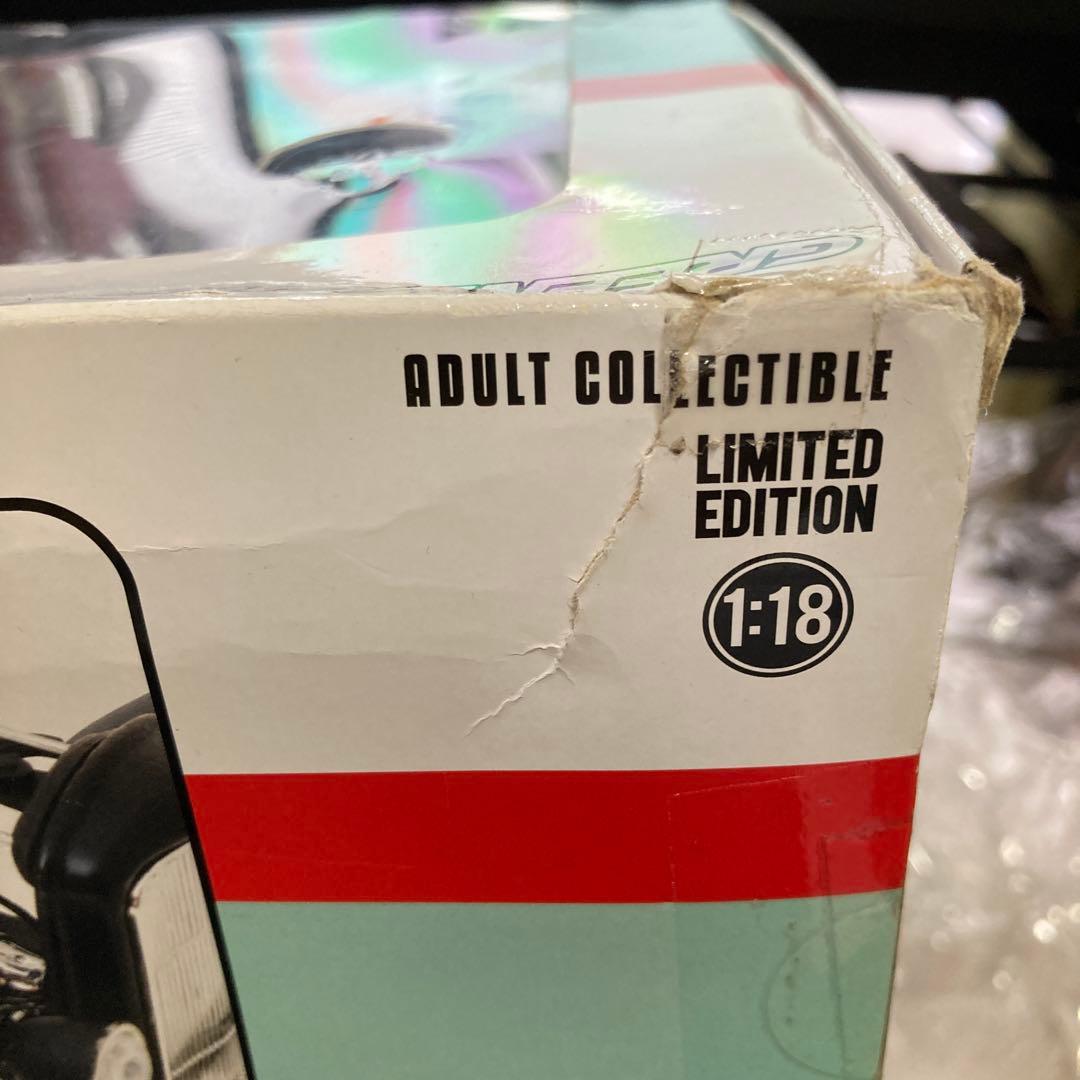 ADULT COLLECTIBLE
LIMITED
EDITION
1:18